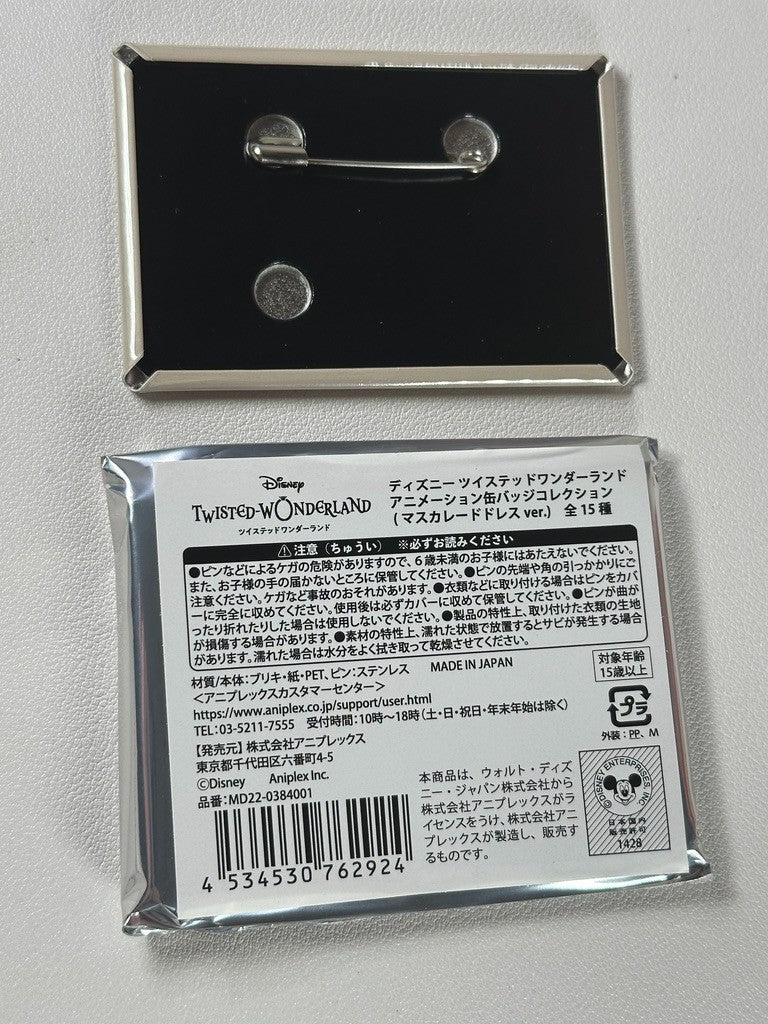 Disney
TWISTED-WONDERLAND
ツイステッドワンダーランド
ディズニー ツイステッドワンダーランド
アニメーション缶バッジコレクション
(マスカレードドレス ver.) 全15種
注意（ちゅうい） ※必ずお読みください
●ピンなどによるケガの危険がありますので、6歳未満のお子様にはあたえないでください。
また、お子様の手の届かないところに保管してください。●ピンの先端や角の引っかかりにご
注意ください。ケガなど事故のおそれがあります。●衣類などに取り付ける場合はピンをカバ
ーに完全に収めてください。使用後は必ずカバーに収めて保管してください。●ピンが曲が
ったり折れたりした場合は使用しないでください。●製品の特性上、取り付けた衣類の生地
が損傷する場合があります。●素材の特性上、濡れた状態で放置するとサビが発生する場合
があります。濡れた場合は水分をよく拭き取って乾燥させてください。
材質/本体：ブリキ・紙・PET、ピン：ステンレス MADE IN JAPAN
＜アニプレックスカスタマーセンター＞
https://www.aniplex.co.jp/support/user.html
TEL：03-5211-7555 受付時間：10時～18時（土・日・祝日・年末年始は除く）
【発売元】株式会社アニプレックス
東京都千代田区六番町4-5
©Disney Aniplex Inc.
品番：MD22-0384001
4 534530 762924
対象年齢
15歳以上
プラ
外装：PP、M
本商品は、ウォルト・ディズ
ニー・ジャパン株式会社から
株式会社アニプレックスがラ
イセンスをうけ、株式会社ア
ニプレックスが製造し、販売す
るものです。
©DISNEY ENTERPRISES, INC.
日本国内
販売許可
1428